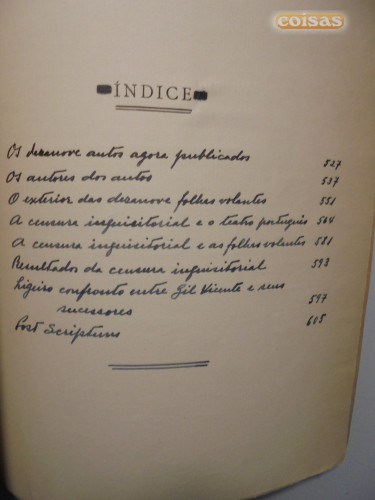 coisas
ÍNDICE
Os desanove autos agora publicados 527
Os autores dos autos 537
O exterior das desanove folhas volantes 551
A censura inquisitorial e o teatro português 564
A censura inquisitorial e as folhas volantes 581
Resultados da censura inquisitorial 593
Ligeiro confronto entre Gil Vicente e seus
sucessores 597
Post Scriptum 605